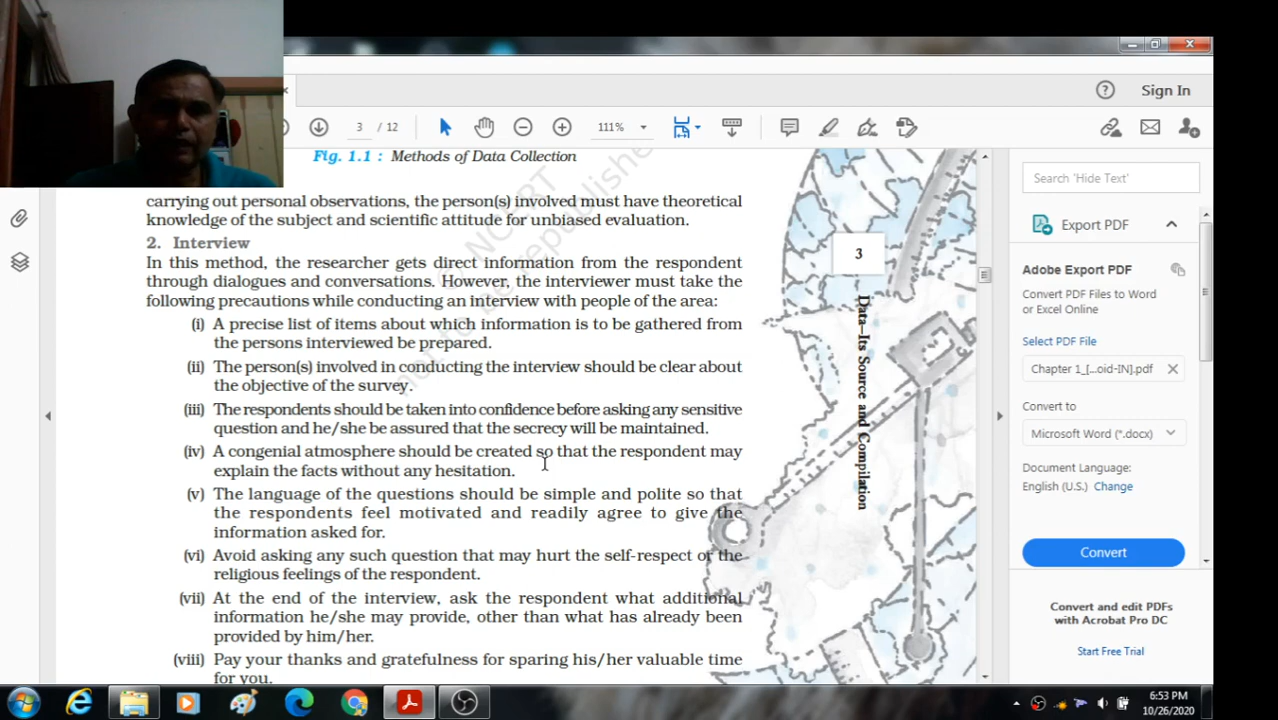 Sign In
3 / 12
111%
Search 'Hide Text'
Export PDF
Adobe Export PDF
Convert PDF Files to Word
or Excel Online
Select PDF File
Chapter 1_[...oid-IN].pdf
Convert to
Microsoft Word (*.docx)
Document Language:
English (U.S.) Change
Convert
Convert and edit PDFs
with Acrobat Pro DC
Start Free Trial
Fig. 1.1 : Methods of Data Collection
carrying out personal observations, the person(s) involved must have theoretical
knowledge of the subject and scientific attitude for unbiased evaluation.
2. Interview
In this method, the researcher gets direct information from the respondent
through dialogues and conversations. However, the interviewer must take the
following precautions while conducting an interview with people of the area:
(i) A precise list of items about which information is to be gathered from
the persons interviewed be prepared.
(ii) The person(s) involved in conducting the interview should be clear about
the objective of the survey.
(iii) The respondents should be taken into confidence before asking any sensitive
question and he/she be assured that the secrecy will be maintained.
(iv) A congenial atmosphere should be created so that the respondent may
explain the facts without any hesitation.
(v) The language of the questions should be simple and polite so that
the respondents feel motivated and readily agree to give the
information asked for.
(vi) Avoid asking any such question that may hurt the self-respect or the
religious feelings of the respondent.
(vii) At the end of the interview, ask the respondent what additional
information he/she may provide, other than what has already been
provided by him/her.
(viii) Pay your thanks and gratefulness for sparing his/her valuable time
for you.
3
Data–Its Source and Compilation
© NCERT
not to be republished
6:53 PM
10/26/2020